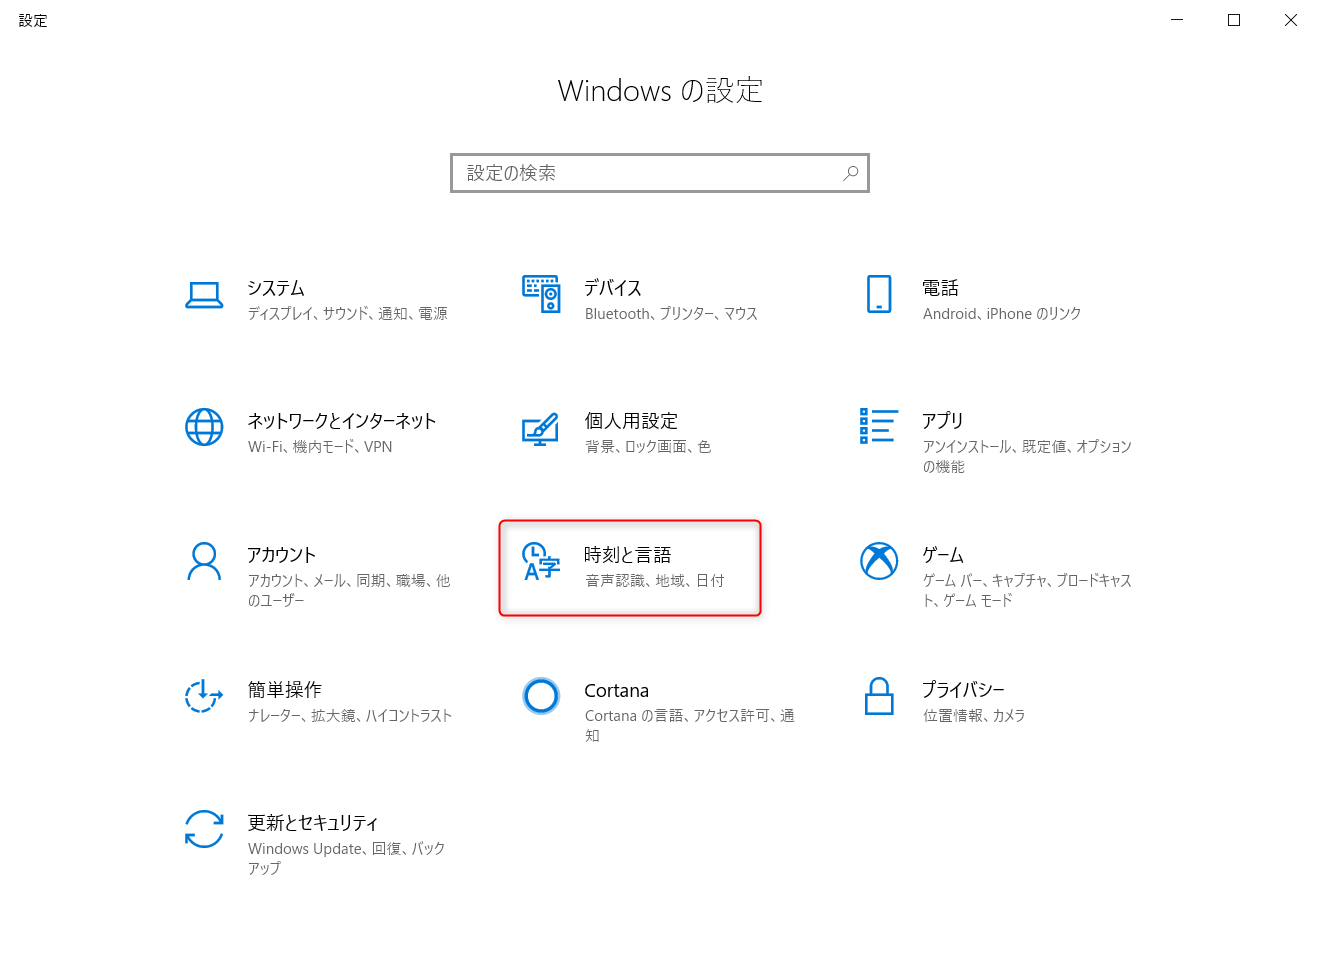 設定
Windows の設定
設定の検索
システム
ディスプレイ、サウンド、通知、電源
デバイス
Bluetooth、プリンター、マウス
電話
Android、iPhone のリンク
ネットワークとインターネット
Wi-Fi、機内モード、VPN
個人用設定
背景、ロック画面、色
アプリ
アンインストール、既定値、オプション
の機能
アカウント
アカウント、メール、同期、職場、他
のユーザー
時刻と言語
音声認識、地域、日付
ゲーム
ゲーム バー、キャプチャ、ブロードキャス
ト、ゲーム モード
簡単操作
ナレーター、拡大鏡、ハイコントラスト
Cortana
Cortana の言語、アクセス許可、通
知
プライバシー
位置情報、カメラ
更新とセキュリティ
Windows Update、回復、バック
アップ